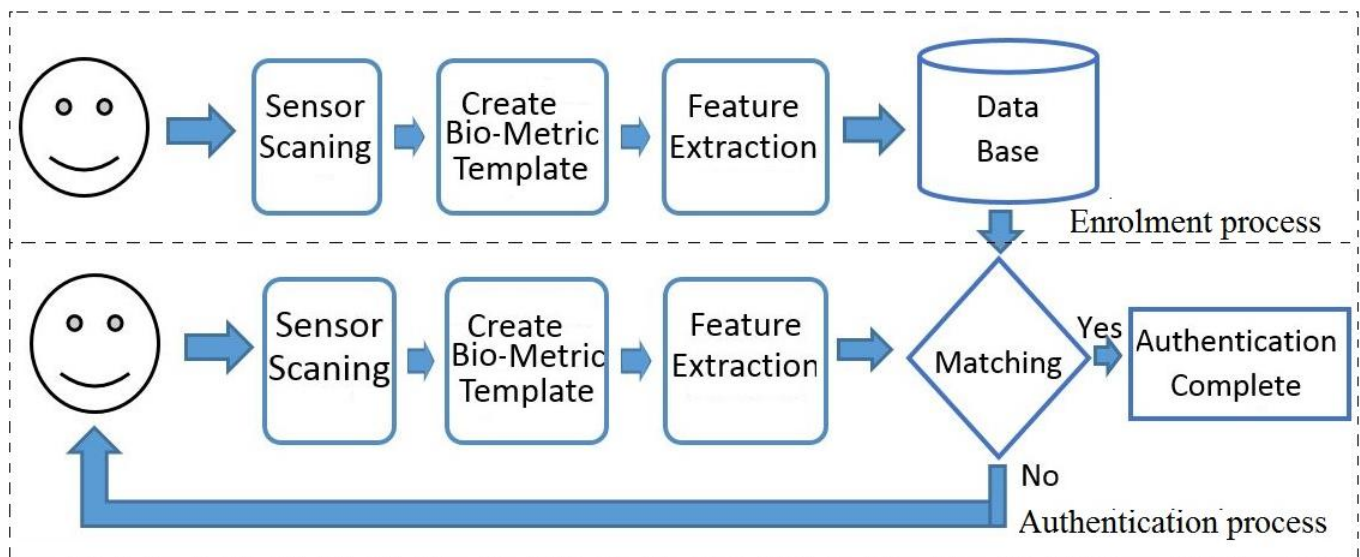 Sensor
Scaning
Create
Bio-Metric
Template
Feature
Extraction
Data
Base
Enrolment process
Sensor
Scaning
Create
Bio-Metric
Template
Feature
Extraction
Matching
Yes
Authentication
Complete
No
Authentication process